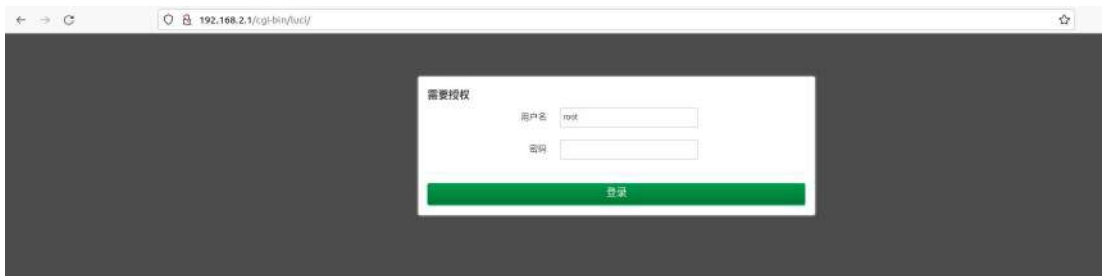 192.168.2.1/cgi-bin/luci/
需要授权
用户名 root
密码
登录